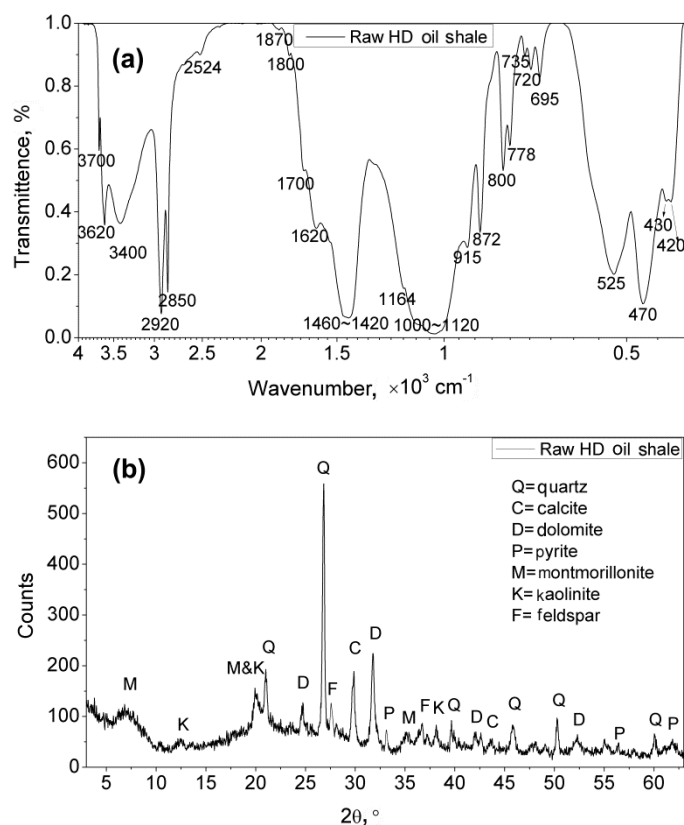 1.0
0.8
0.6
0.4
0.2
0.0
Transmittence, %
(a)
Raw HD oil shale
3700
3620
3400
2920
2850
2524
1870
1800
1700
1620
1460~1420
1164
1000~1120
915
872
800
778
735
720
695
525
470
430
420
4 3.5 3 2.5 2 1.5 1 0.5
Wavenumber, ×10³ cm⁻¹
(b)
Raw HD oil shale
Q=quartz
C=calcite
D=dolomite
P=pyrite
M=montmorillonite
K=kaolinite
F=feldspar
600
500
400
300
200
100
0
Counts
M
K
M&K
Q
D
Q
F
C
D
P
M
F
K
Q
D
C
Q
Q
D
P
Q
P
5 10 15 20 25 30 35 40 45 50 55 60
2θ, °